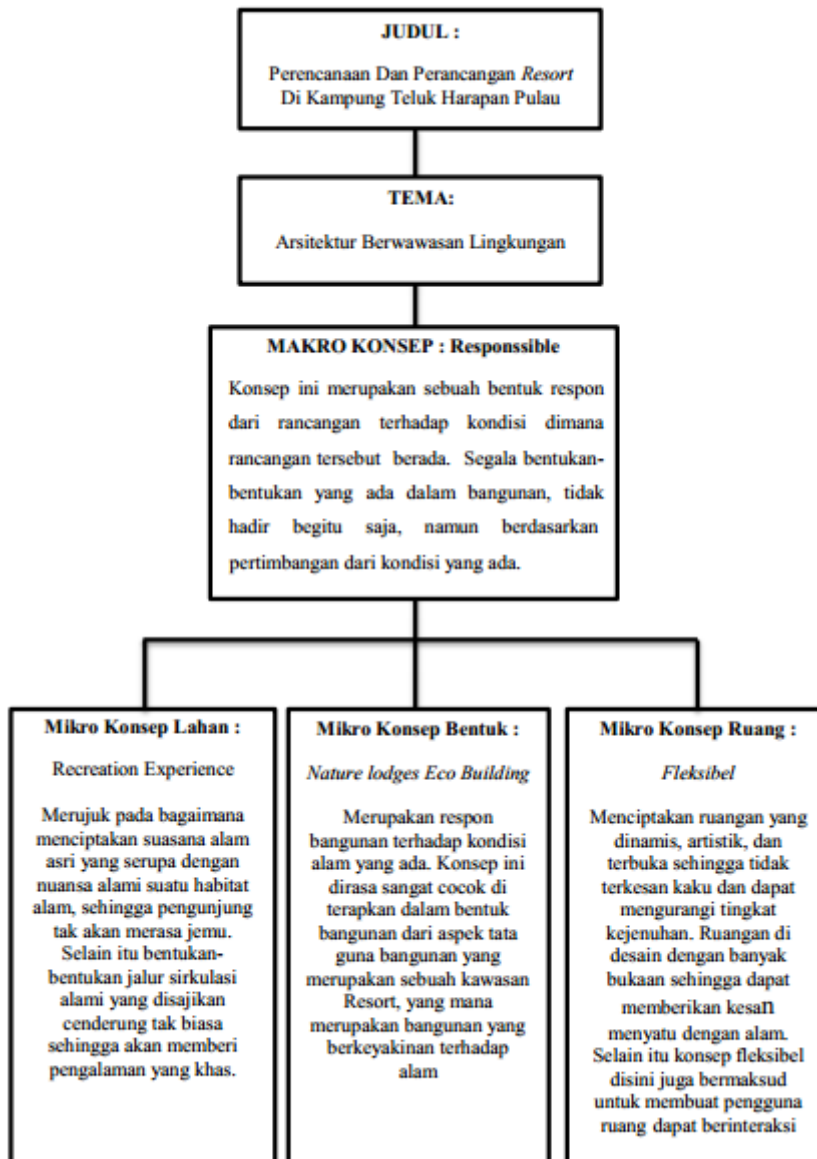 JUDUL :
Perencanaan Dan Perancangan Resort
Di Kampung Teluk Harapan Pulau
TEMA:
Arsitektur Berwawasan Lingkungan
MAKRO KONSEP : Responssible
Konsep ini merupakan sebuah bentuk respon
dari rancangan terhadap kondisi dimana
rancangan tersebut berada. Segala bentukan-
bentukan yang ada dalam bangunan, tidak
hadir begitu saja, namun berdasarkan
pertimbangan dari kondisi yang ada.
Mikro Konsep Lahan :
Recreation Experience
Merujuk pada bagaimana
menciptakan suasana alam
asri yang serupa dengan
nuansa alami suatu habitat
alam, sehingga pengunjung
tak akan merasa jemu.
Selain itu bentukan-
bentukan jalur sirkulasi
alami yang disajikan
cenderung tak biasa
sehingga akan memberi
pengalaman yang khas.
Mikro Konsep Bentuk :
Nature lodges Eco Building
Merupakan respon
bangunan terhadap kondisi
alam yang ada. Konsep ini
dirasa sangat cocok di
terapkan dalam bentuk
bangunan dari aspek tata
guna bangunan yang
merupakan sebuah kawasan
Resort, yang mana
merupakan bangunan yang
berkeyakinan terhadap
alam
Mikro Konsep Ruang :
Fleksibel
Menciptakan ruangan yang
dinamis, artistik, dan
terbuka sehingga tidak
terkesan kaku dan dapat
mengurangi tingkat
kejenuhan. Ruangan di
desain dengan banyak
bukaan sehingga dapat
memberikan kesan
menyatu dengan alam.
Selain itu konsep fleksibel
disini juga bermaksud
untuk membuat pengguna
ruang dapat berinteraksi